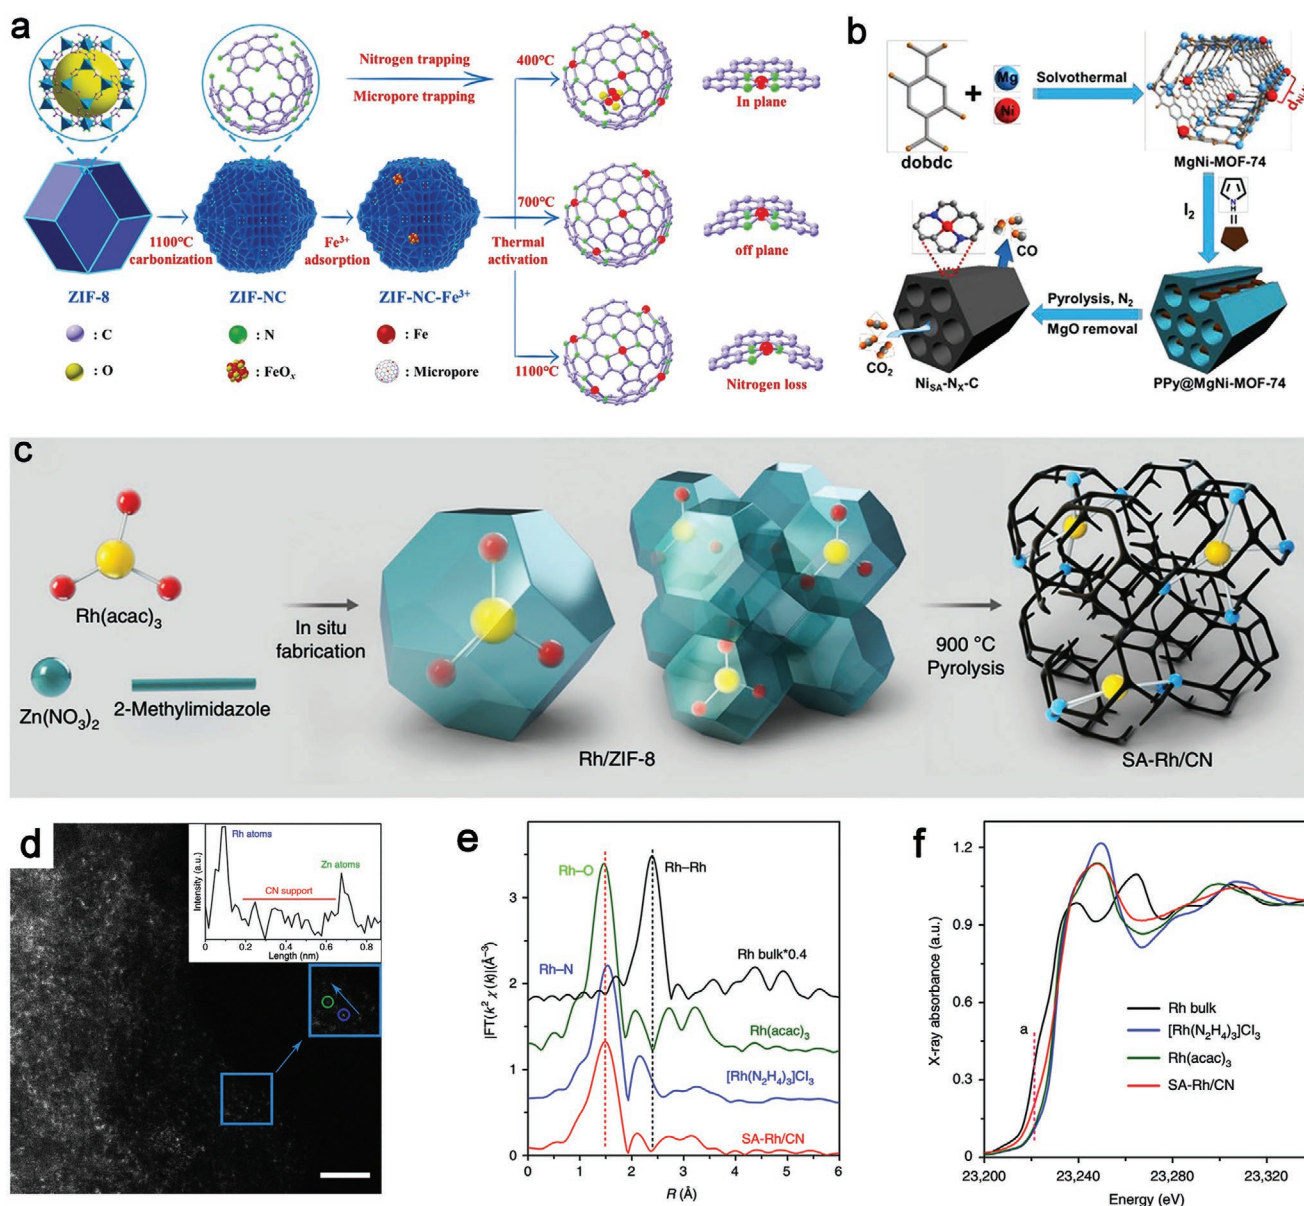 a
Nitrogen trapping
Micropore trapping
400℃
In plane
1100℃
carbonization
Fe³⁺
adsorption
700℃
Thermal
activation
off plane
ZIF-8
ZIF-NC
ZIF-NC-Fe³⁺
: C
: N
: Fe
: O
: FeOₓ
: Micropore
1100℃
Nitrogen loss
b
dobdc
+
Mg
Ni
Solvothermal
MgNi-MOF-74
I₂
N
H
CO
Pyrolysis, N₂
MgO removal
CO₂
Ni_SA-N_X-C
PPy@MgNi-MOF-74
c
Rh(acac)₃
Zn(NO₃)₂
2-Methylimidazole
In situ
fabrication
Rh/ZIF-8
900 °C
Pyrolysis
SA-Rh/CN
d
Intensity (a.u.)
Rh atoms
CN support
Zn atoms
0 0.2 0.4 0.6 0.8
Length (nm)
e
|FT(k² χ (k)|(Å⁻³)
3
2
1
0
Rh–O
Rh–Rh
Rh–N
Rh bulk*0.4
Rh(acac)₃
[Rh(N₂H₄)₃]Cl₃
SA-Rh/CN
0 1 2 3 4 5 6
R (Å)
f
X-ray absorbance (a.u.)
1.2
0.9
0.6
0.3
0.0
a
Rh bulk
[Rh(N₂H₄)₃]Cl₃
Rh(acac)₃
SA-Rh/CN
23,200 23,240 23,280 23,320
Energy (eV)